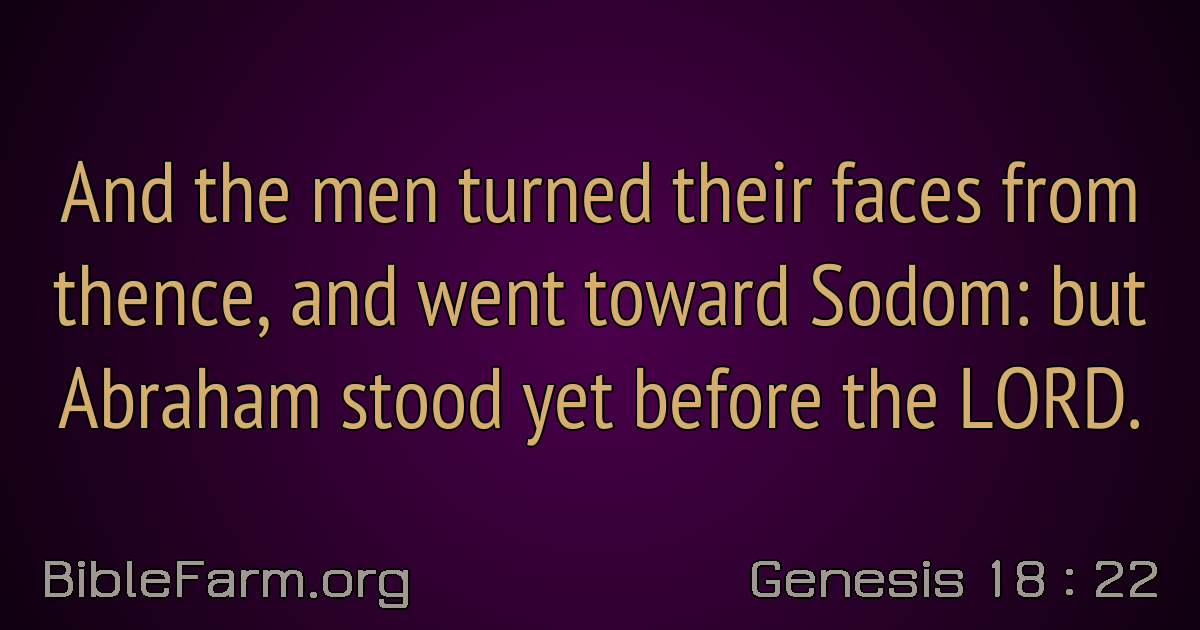 And the men turned their faces from
thence, and went toward Sodom: but
Abraham stood yet before the LORD.
BibleFarm.org
Genesis 18 : 22